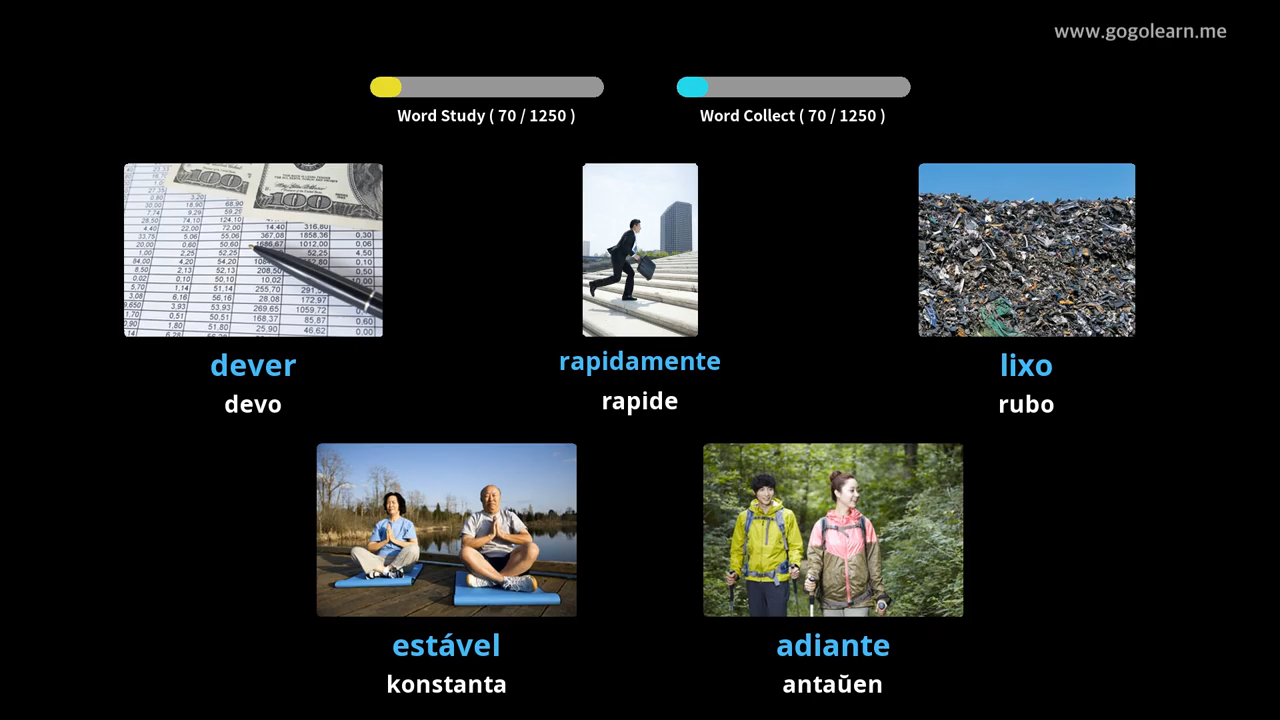 www.gogolearn.me
Word Study ( 70 / 1250 )
Word Collect ( 70 / 1250 )
dever
devo
rapidamente
rapide
lixo
rubo
estável
konstanta
adiante
antaŭen